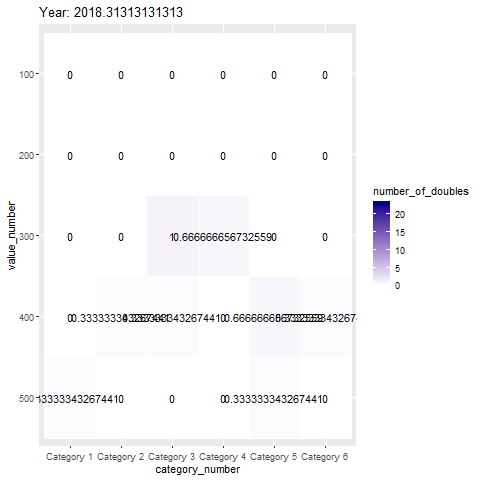 Year: 2018.31313131313
100
0 0 0 0 0 0
200
0 0 0 0 0 0
number_of_doubles
20
15
10
5
0
300
0 0 0 0
400
500
0 0
value_number
Category 1 Category 2 Category 3 Category 4 Category 5 Category 6
category_number